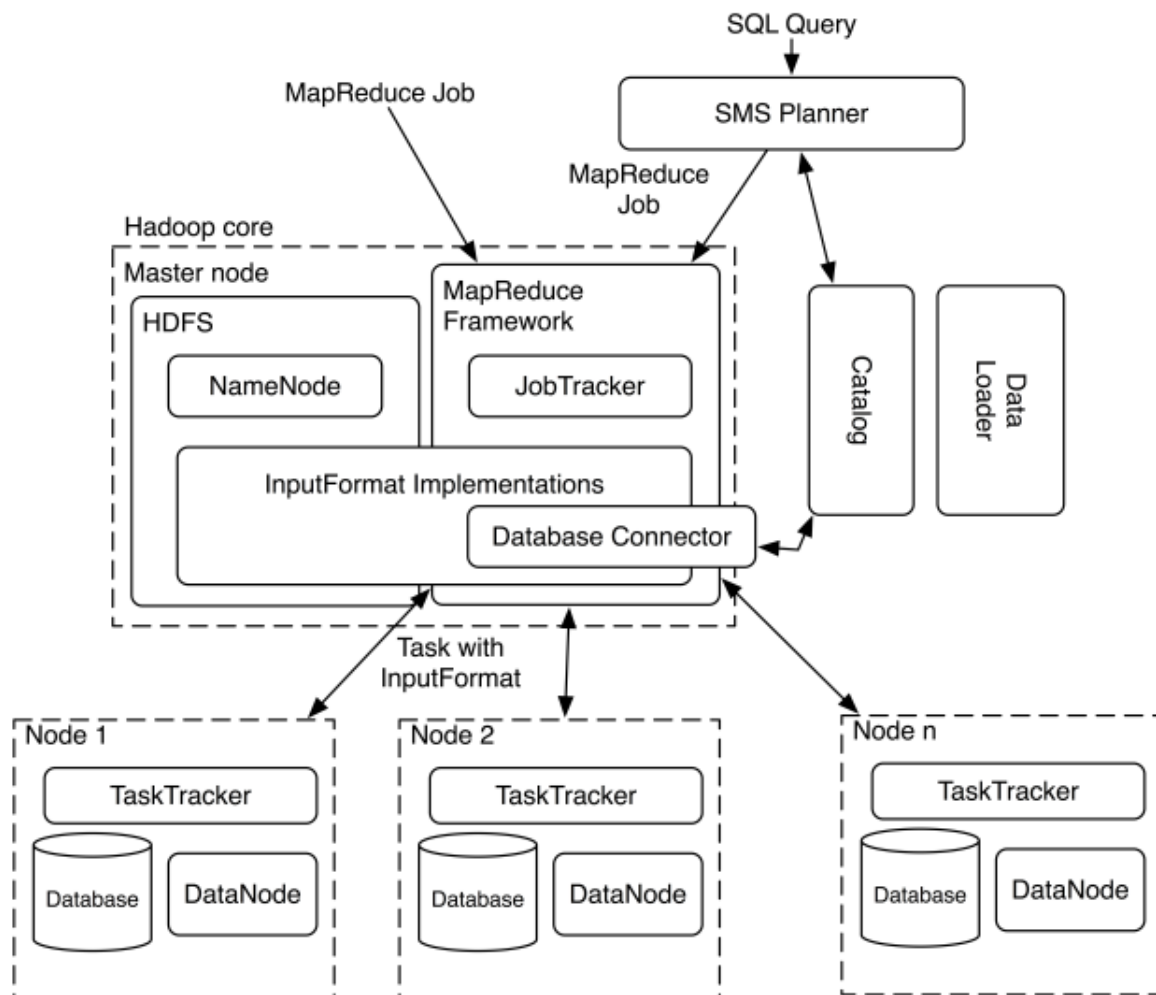 SQL Query
SMS Planner
MapReduce Job
MapReduce
Job
Hadoop core
Master node
HDFS
NameNode
MapReduce
Framework
JobTracker
InputFormat Implementations
Database Connector
Catalog
Data
Loader
Task with
InputFormat
Node 1
TaskTracker
Database
DataNode
Node 2
TaskTracker
Database
DataNode
Node n
TaskTracker
Database
DataNode